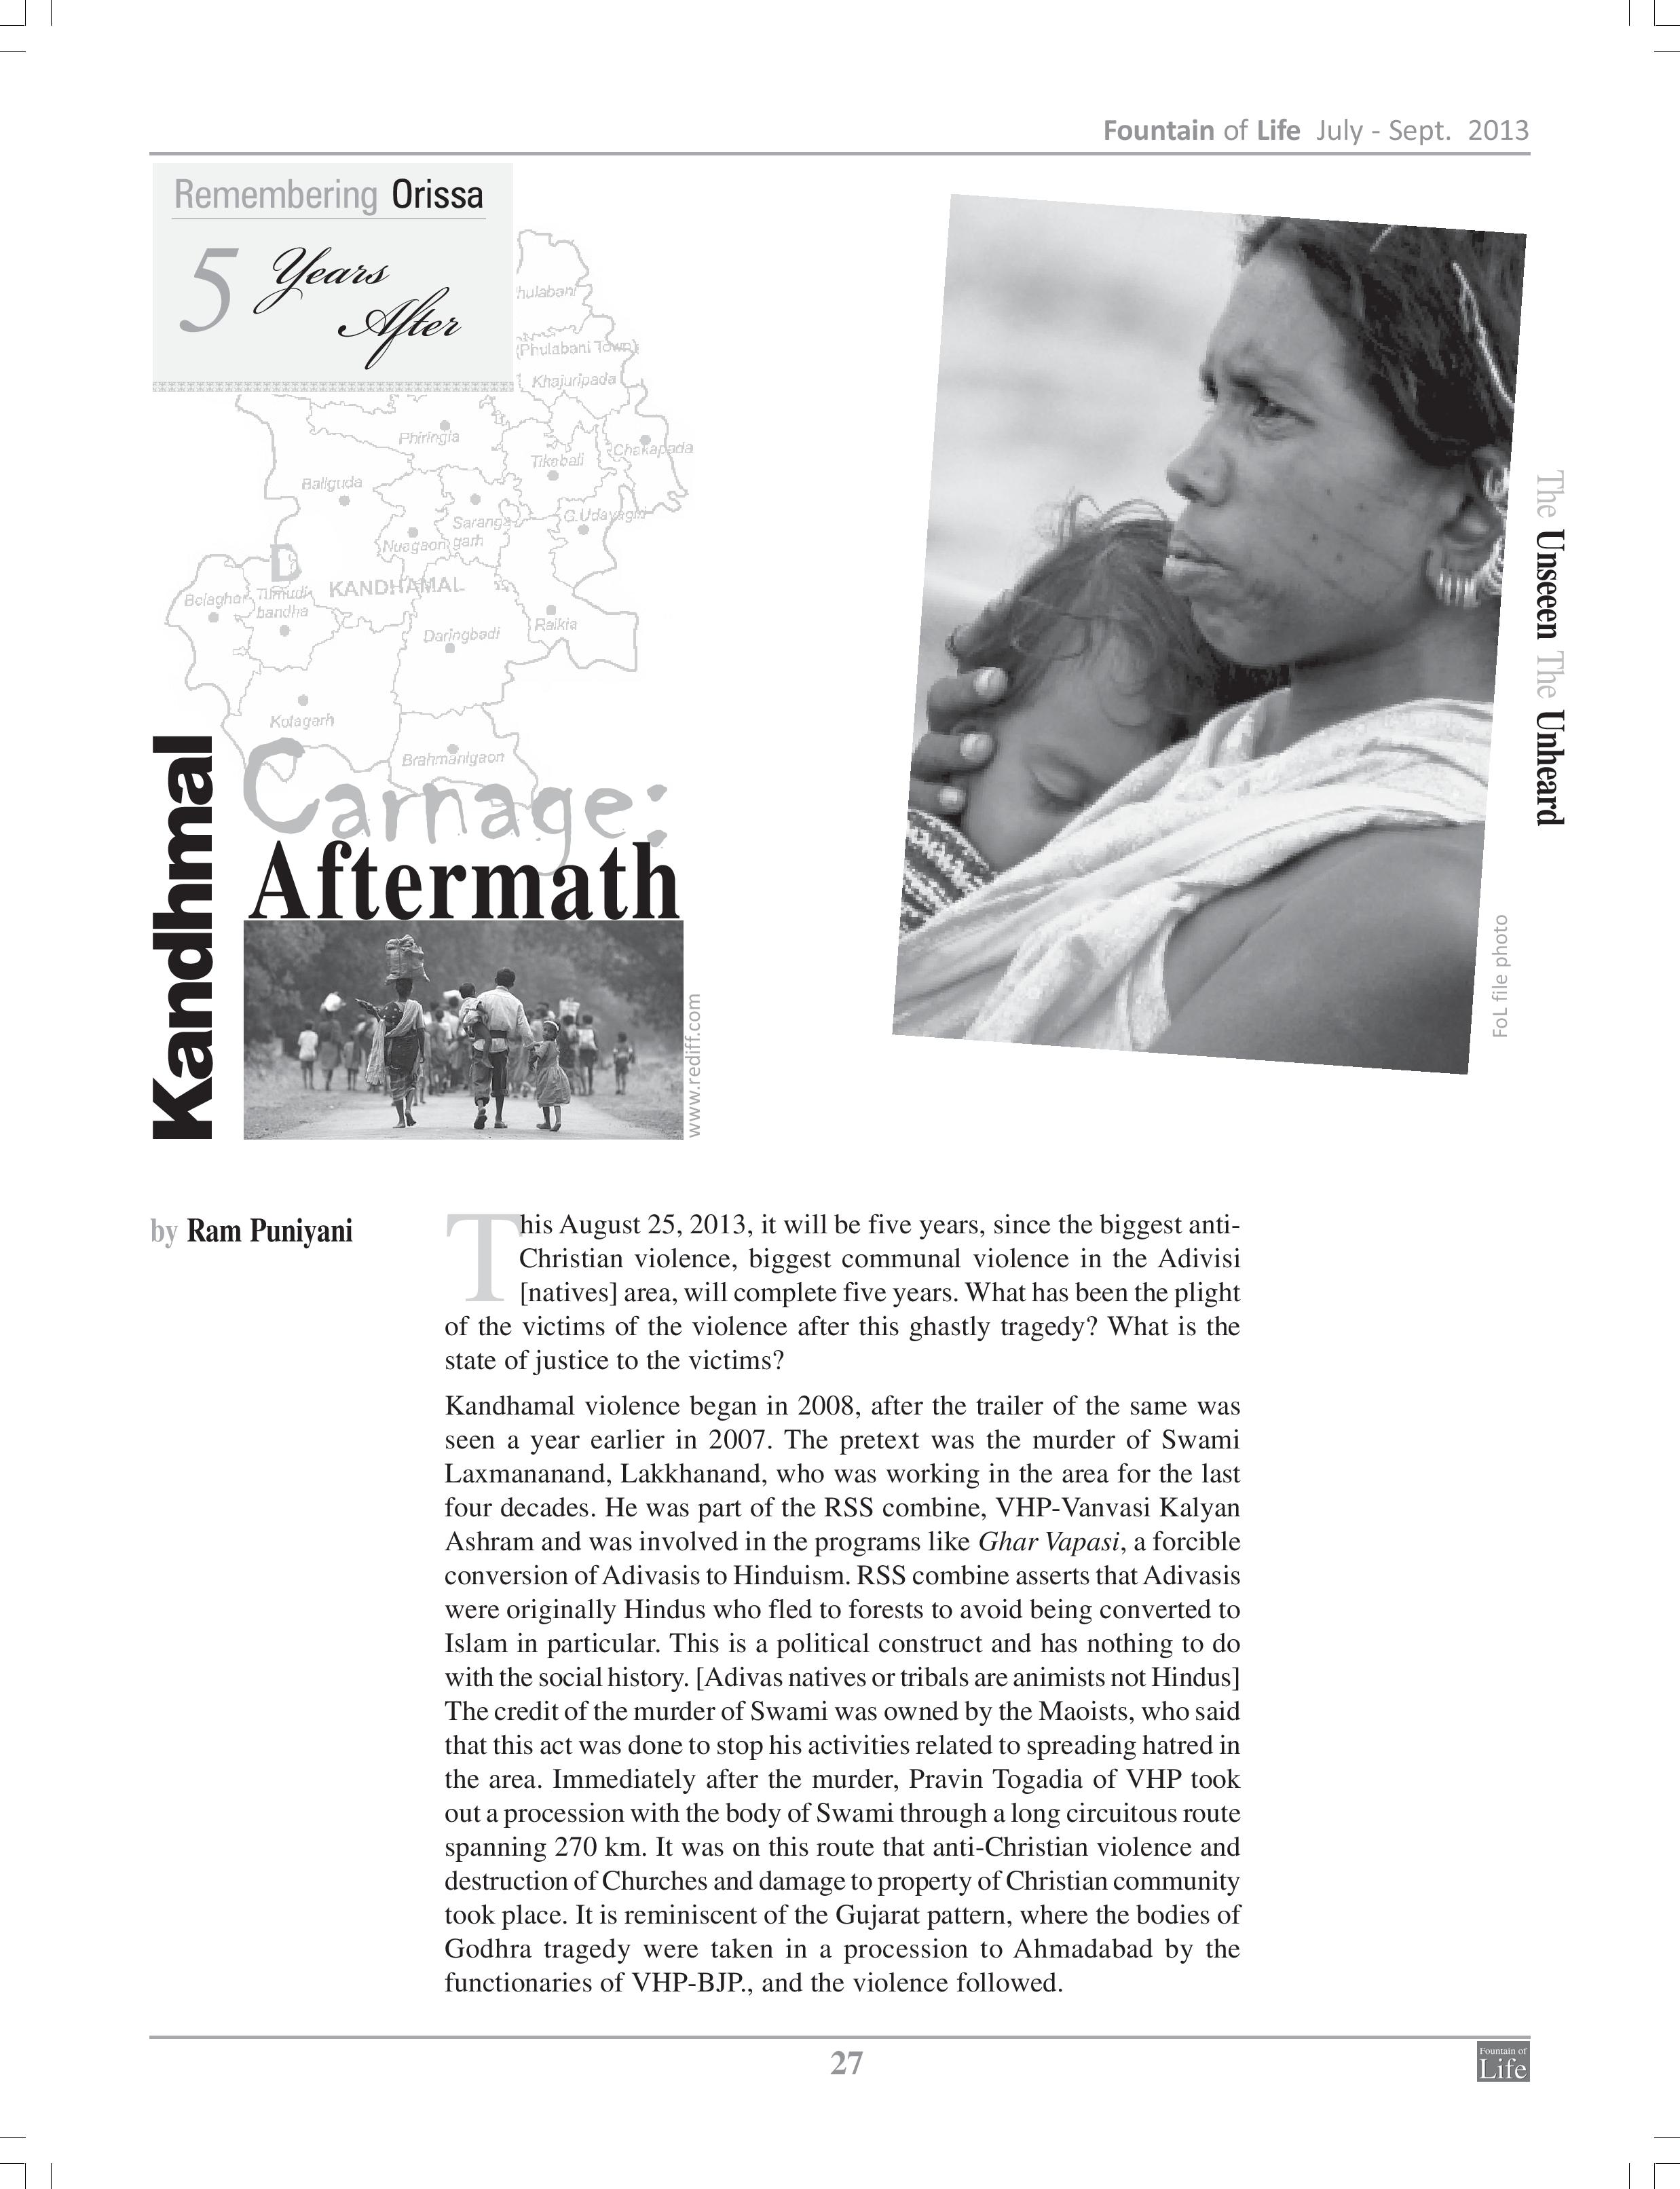 Fountain of Life July - Sept. 2013
Remembering Orissa
5 Years
After
hulabani
(Phulabani Town)
Khajuripada
Phiringia
Chakapada
Tikabali
Baliguda
G.Udayagiri
Saranga
garh
Nuagaon
D
KANDHAMAL
Belaghar
Tumudi
bandha
Raikia
Daringbadi
Kotagarh
Brahmanigaon
Kandhmal
Carnage:
Aftermath
www.rediff.com
The Unseeen The Unheard
FoL file photo
by Ram Puniyani
This August 25, 2013, it will be five years, since the biggest anti-
Christian violence, biggest communal violence in the Adivisi
[natives] area, will complete five years. What has been the plight
of the victims of the violence after this ghastly tragedy? What is the
state of justice to the victims?
Kandhamal violence began in 2008, after the trailer of the same was
seen a year earlier in 2007. The pretext was the murder of Swami
Laxmananand, Lakkhanand, who was working in the area for the last
four decades. He was part of the RSS combine, VHP-Vanvasi Kalyan
Ashram and was involved in the programs like Ghar Vapasi, a forcible
conversion of Adivasis to Hinduism. RSS combine asserts that Adivasis
were originally Hindus who fled to forests to avoid being converted to
Islam in particular. This is a political construct and has nothing to do
with the social history. [Adivas natives or tribals are animists not Hindus]
The credit of the murder of Swami was owned by the Maoists, who said
that this act was done to stop his activities related to spreading hatred in
the area. Immediately after the murder, Pravin Togadia of VHP took
out a procession with the body of Swami through a long circuitous route
spanning 270 km. It was on this route that anti-Christian violence and
destruction of Churches and damage to property of Christian community
took place. It is reminiscent of the Gujarat pattern, where the bodies of
Godhra tragedy were taken in a procession to Ahmadabad by the
functionaries of VHP-BJP., and the violence followed.
27
Fountain of
Life